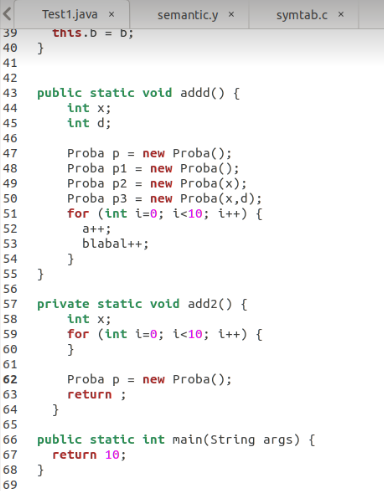 Test1.java × semantic.y × symtab.c ×
39 this.b = b;
40 }
41
42
43 public static void addd() {
44 int x;
45 int d;
46
47 Proba p = new Proba();
48 Proba p1 = new Proba();
49 Proba p2 = new Proba(x);
50 Proba p3 = new Proba(x,d);
51 for (int i=0; i<10; i++) {
52 a++;
53 blabal++;
54 }
55 }
56
57 private static void add2() {
58 int x;
59 for (int i=0; i<10; i++) {
60 }
61
62 Proba p = new Proba();
63 return ;
64 }
65
66 public static int main(String args) {
67 return 10;
68 }
69